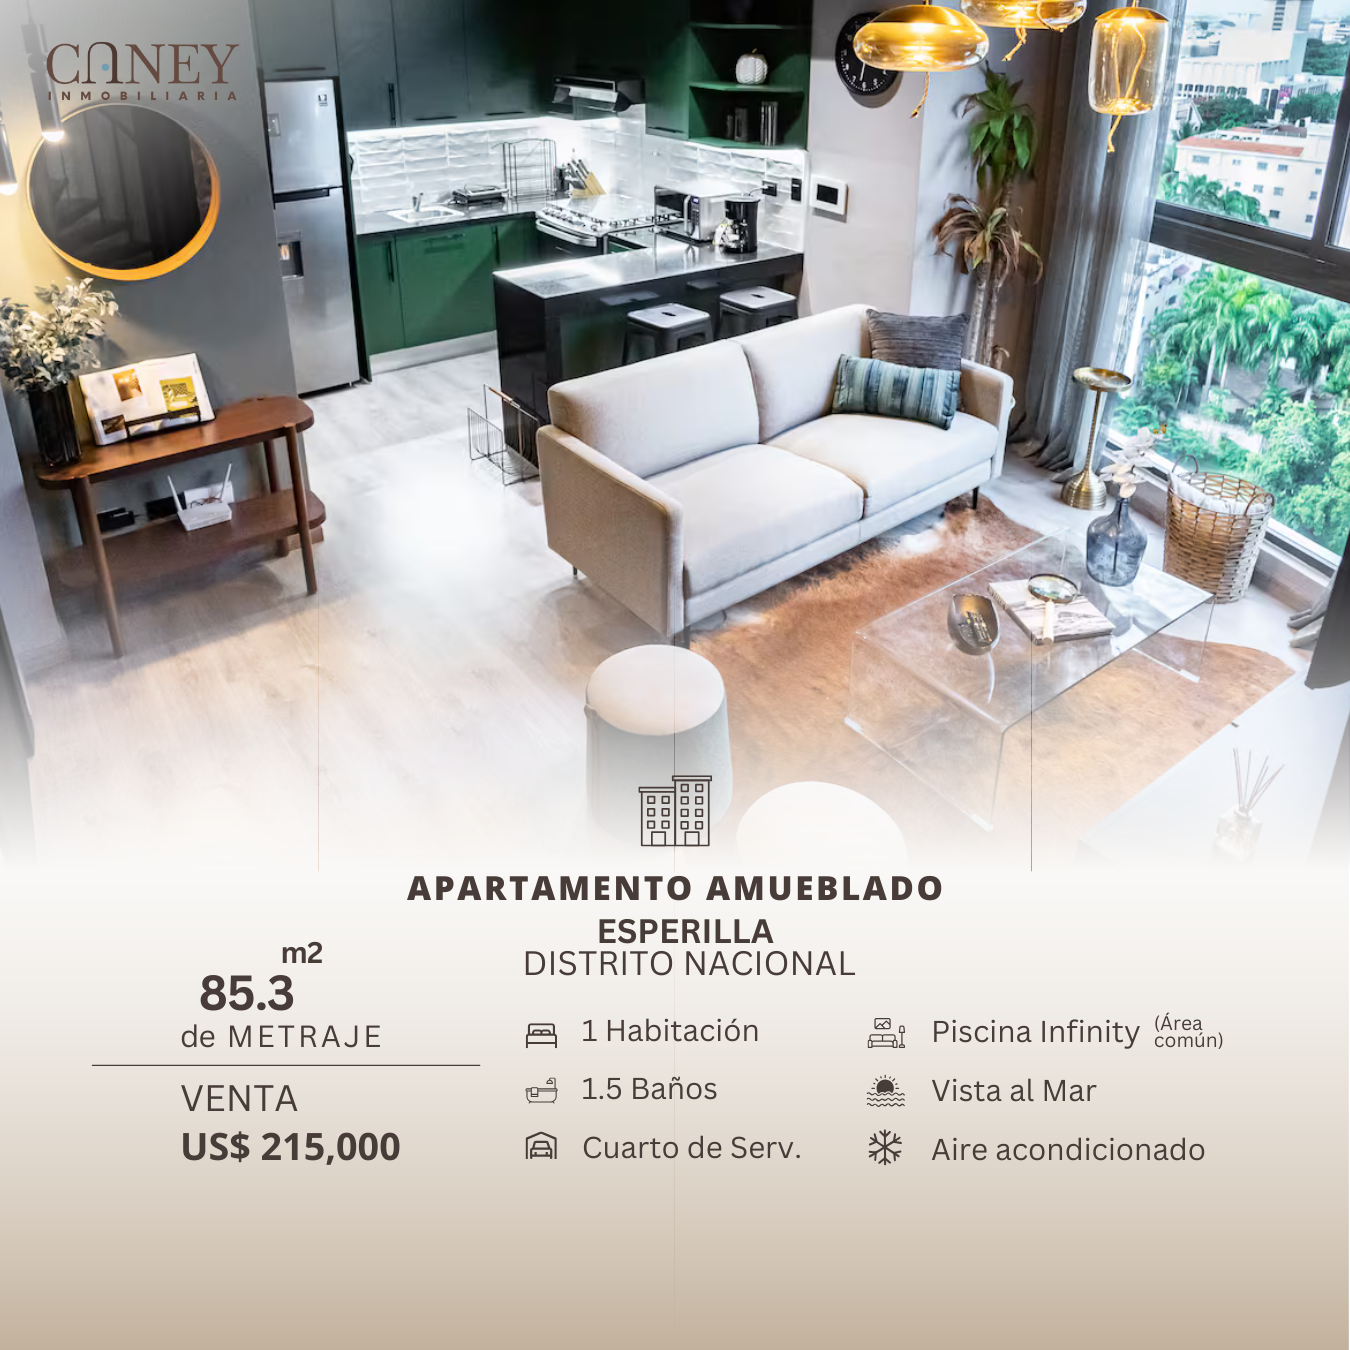 CANEY
INMOBILIARIA
APARTAMENTO AMUEBLADO
ESPERILLA
DISTRITO NACIONAL
85.3 m2
de METRAJE
VENTA
US$ 215,000
1 Habitación
1.5 Baños
Cuarto de Serv.
Piscina Infinity (Área común)
Vista al Mar
Aire acondicionado